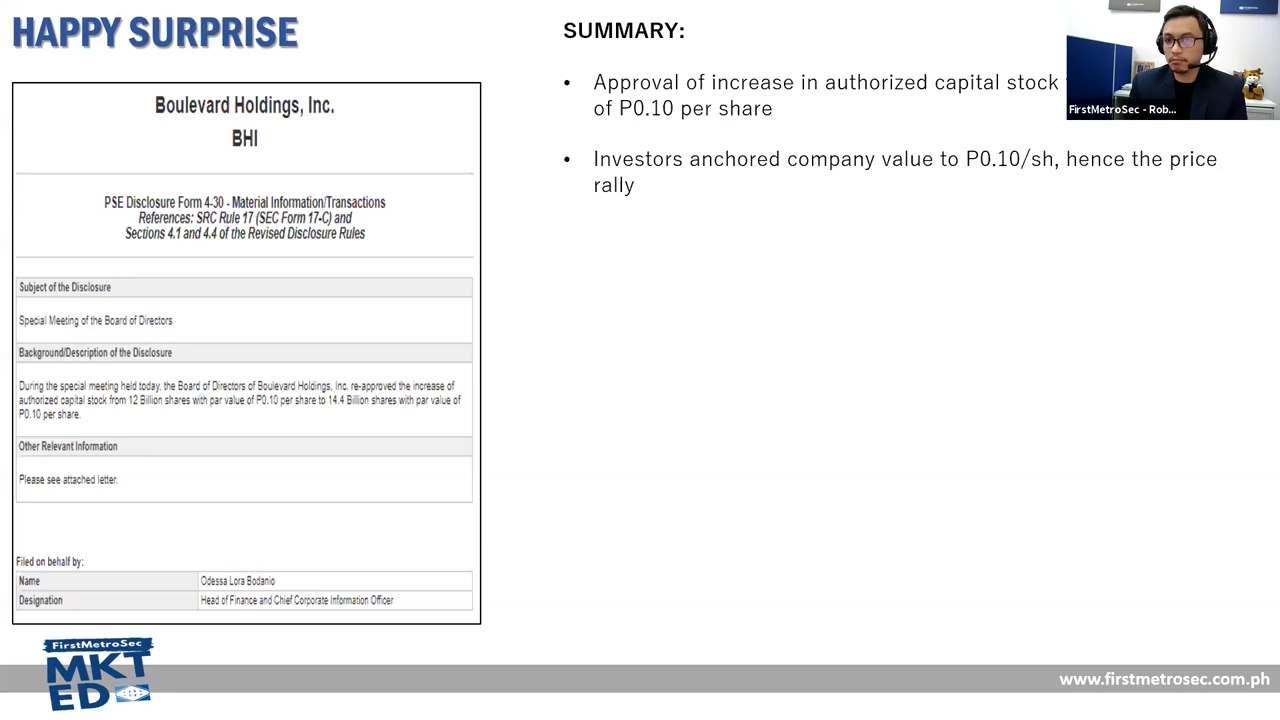 HAPPY SURPRISE
Boulevard Holdings, Inc.
BHI
PSE Disclosure Form 4-30 - Material Information/Transactions
References: SRC Rule 17 (SEC Form 17-C) and
Sections 4.1 and 4.4 of the Revised Disclosure Rules
Subject of the Disclosure
Special Meeting of the Board of Directors
Background/Description of the Disclosure
During the special meeting held today, the Board of Directors of Boulevard Holdings, Inc. re-approved the increase of
authorized capital stock from 12 Billion shares with par value of P0.10 per share to 14.4 Billion shares with par value of
P0.10 per share.
Other Relevant Information
Please see attached letter.
Filed on behalf by:
Name Odessa Lora Bodanio
Designation Head of Finance and Chief Corporate Information Officer
SUMMARY:
• Approval of increase in authorized capital stock
of P0.10 per share
• Investors anchored company value to P0.10/sh, hence the price
rally
FirstMetroSec - Rob...
FirstMetroSec
MKT
ED
www.firstmetrosec.com.ph